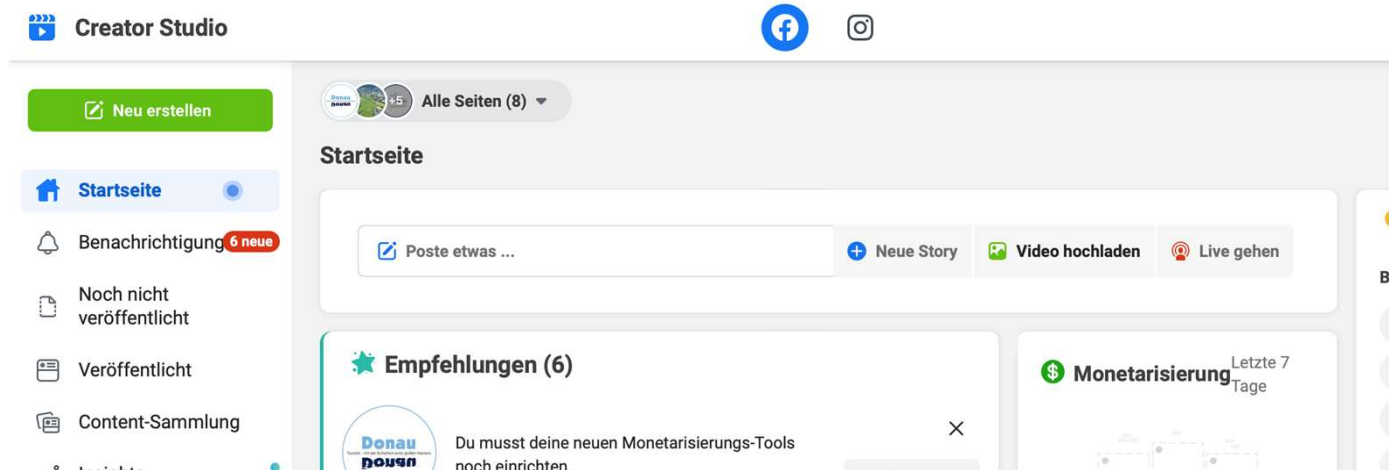 Creator Studio
Neu erstellen
+5 Alle Seiten (8)
Startseite
Startseite
Benachrichtigung 6 neue
Poste etwas ...
Neue Story
Video hochladen
Live gehen
Noch nicht
veröffentlicht
Veröffentlicht
Content-Sammlung
Empfehlungen (6)
Donau
Donau
Du musst deine neuen Monetarisierungs-Tools
noch einrichten
Monetarisierung
Letzte 7
Tage
B